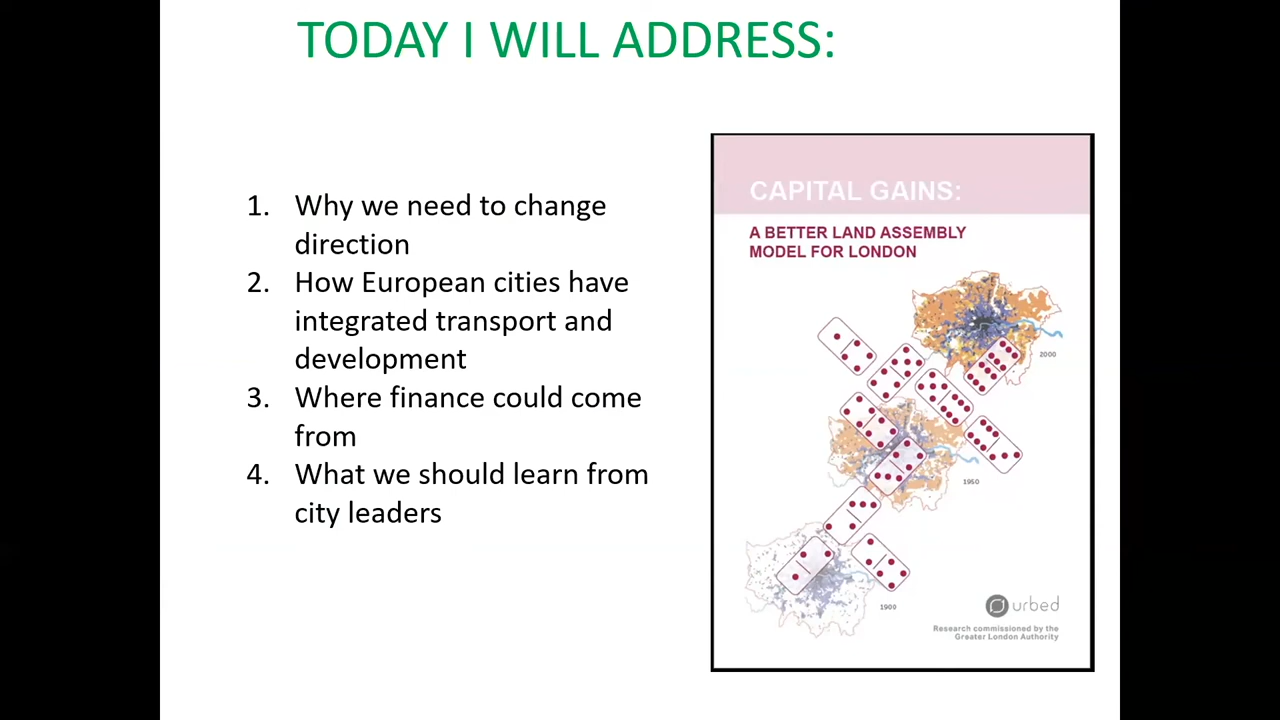 TODAY I WILL ADDRESS:
1. Why we need to change
direction
2. How European cities have
integrated transport and
development
3. Where finance could come
from
4. What we should learn from
city leaders
CAPITAL GAINS:
A BETTER LAND ASSEMBLY
MODEL FOR LONDON
2000
1950
1900
urbed
Research commissioned by the
Greater London Authority